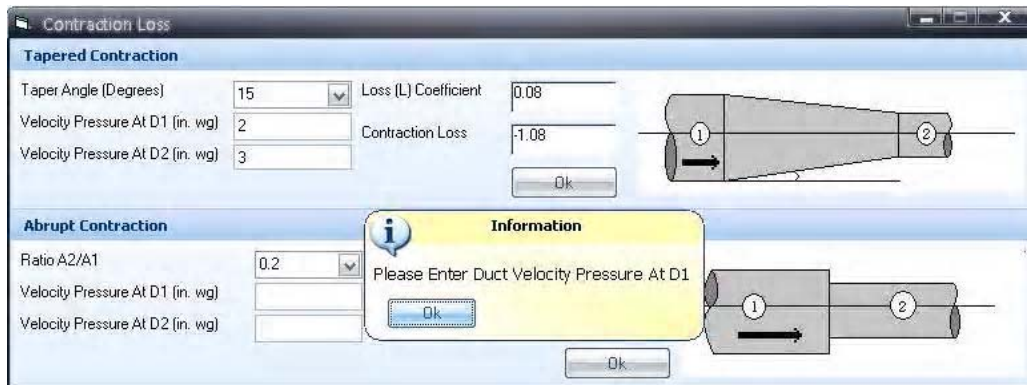 Contraction Loss
Tapered Contraction
Taper Angle (Degrees) 15 Loss (L) Coefficient 0.08
Velocity Pressure At D1 (in. wg) 2 Contraction Loss -1.08
Velocity Pressure At D2 (in. wg) 3
Ok
1 2
Abrupt Contraction
Ratio A2/A1 0.2
Velocity Pressure At D1 (in. wg)
Velocity Pressure At D2 (in. wg)
Information
Please Enter Duct Velocity Pressure At D1
Ok
1 2
Ok